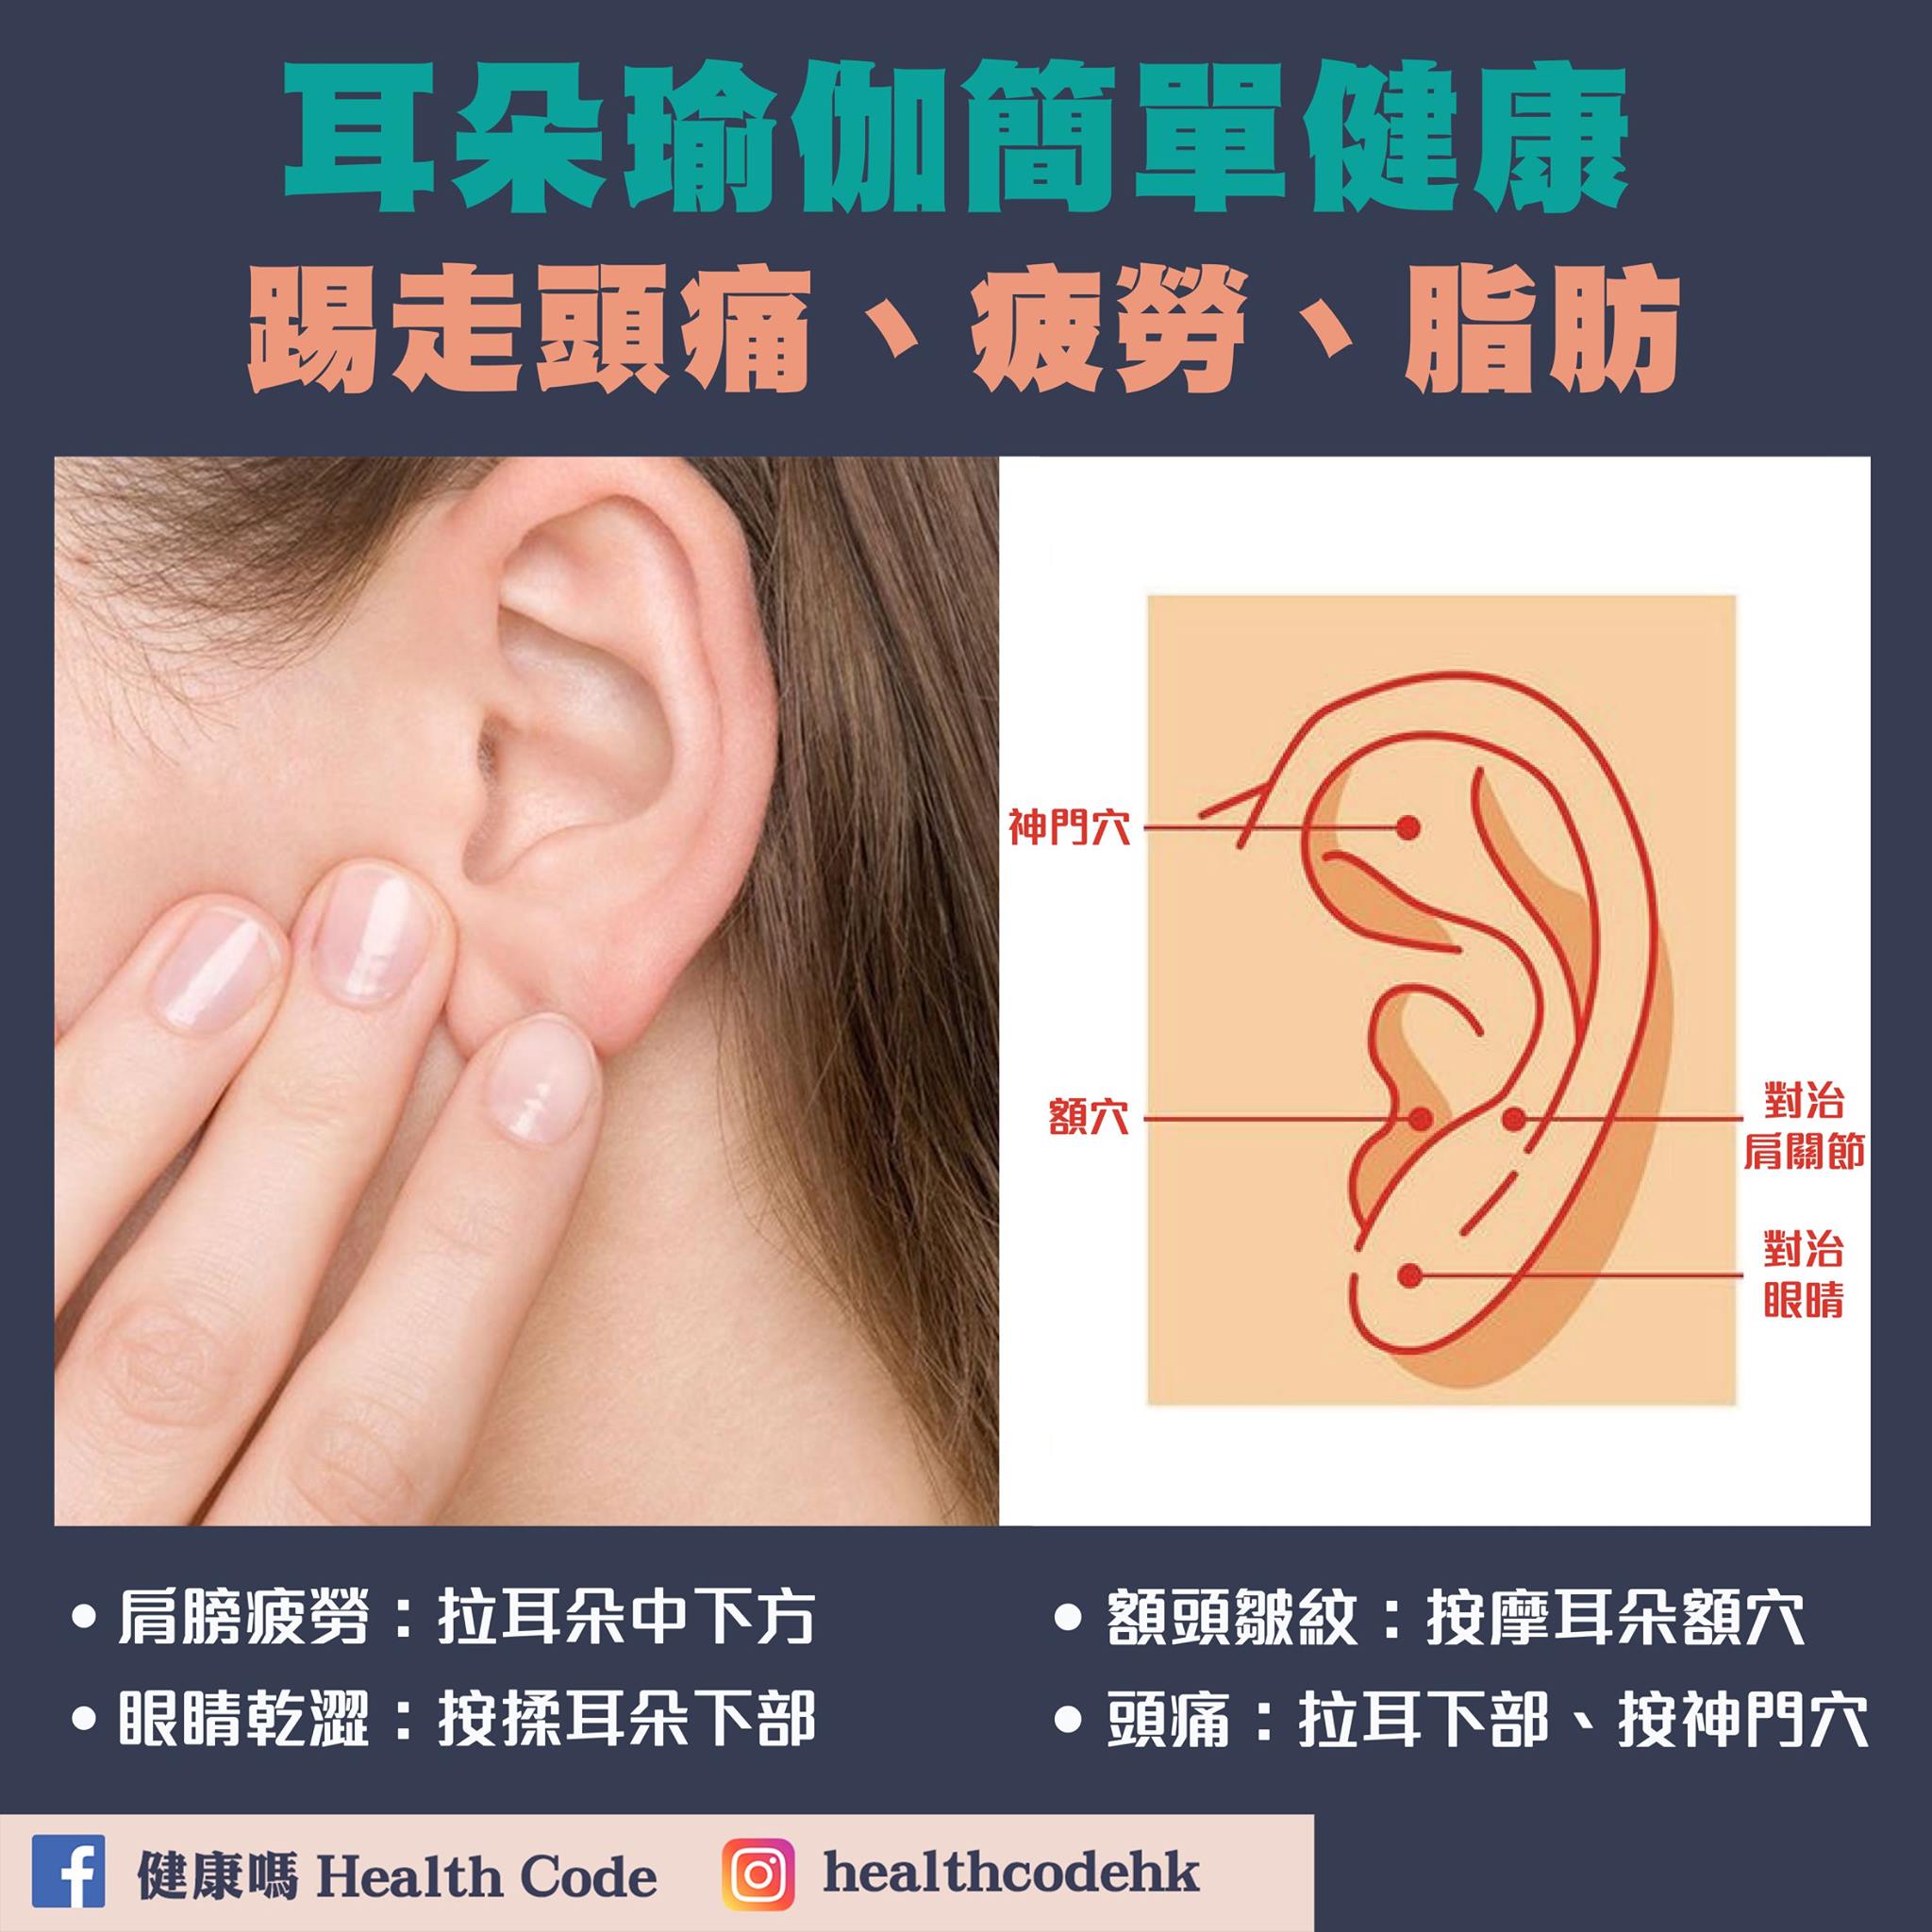 耳朵瑜伽簡單健康
踢走頭痛、疲勞、脂肪
神門穴
額穴
對治
肩關節
對治
眼睛
• 肩膀疲勞：拉耳朵中下方
• 眼睛乾澀：按揉耳朵下部
• 額頭皺紋：按摩耳朵額穴
• 頭痛：拉耳下部、按神門穴
健康嗎 Health Code
healthcodehk